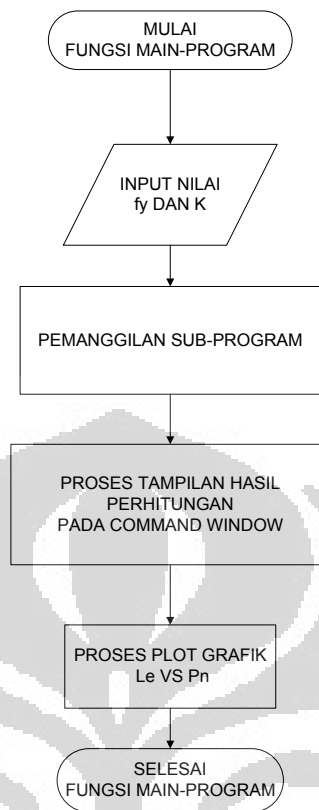 MULAI
FUNGSI MAIN-PROGRAM
INPUT NILAI
fy DAN K
PEMANGGILAN SUB-PROGRAM
PROSES TAMPILAN HASIL
PERHITUNGAN
PADA COMMAND WINDOW
PROSES PLOT GRAFIK
Le VS Pn
SELESAI
FUNGSI MAIN-PROGRAM